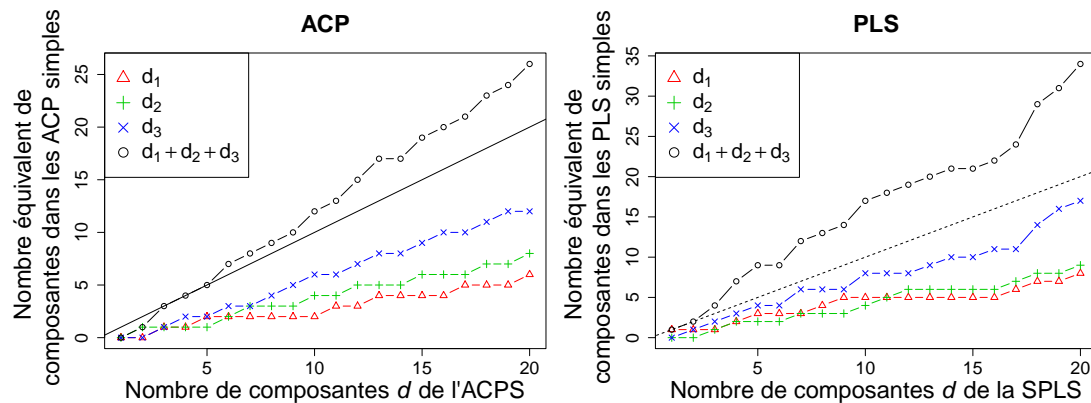 ACP
Nombre équivalent de
composantes dans les ACP simples
25
20
15
10
5
0
d1
d2
d3
d1+d2+d3
5
10
15
20
Nombre de composantes d de l'ACPS
PLS
Nombre équivalent de
composantes dans les PLS simples
35
30
25
20
15
10
5
0
d1
d2
d3
d1+d2+d3
5
10
15
20
Nombre de composantes d de la SPLS